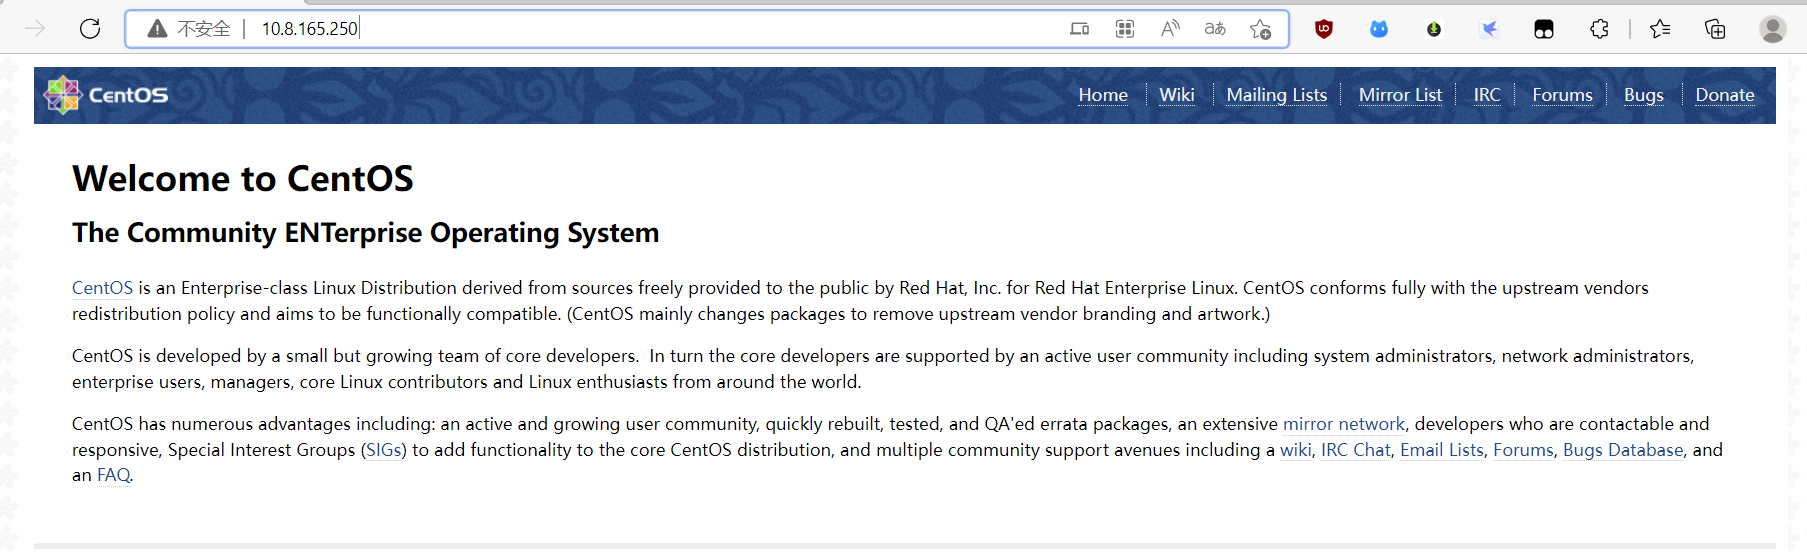 不安全 10.8.165.250
CentOS Home Wiki Mailing Lists Mirror List IRC Forums Bugs Donate
Welcome to CentOS
The Community ENTerprise Operating System
CentOS is an Enterprise-class Linux Distribution derived from sources freely provided to the public by Red Hat, Inc. for Red Hat Enterprise Linux. CentOS conforms fully with the upstream vendors
redistribution policy and aims to be functionally compatible. (CentOS mainly changes packages to remove upstream vendor branding and artwork.)
CentOS is developed by a small but growing team of core developers.  In turn the core developers are supported by an active user community including system administrators, network administrators,
enterprise users, managers, core Linux contributors and Linux enthusiasts from around the world.
CentOS has numerous advantages including: an active and growing user community, quickly rebuilt, tested, and QA'ed errata packages, an extensive mirror network, developers who are contactable and
responsive, Special Interest Groups (SIGs) to add functionality to the core CentOS distribution, and multiple community support avenues including a wiki, IRC Chat, Email Lists, Forums, Bugs Database, and
an FAQ.